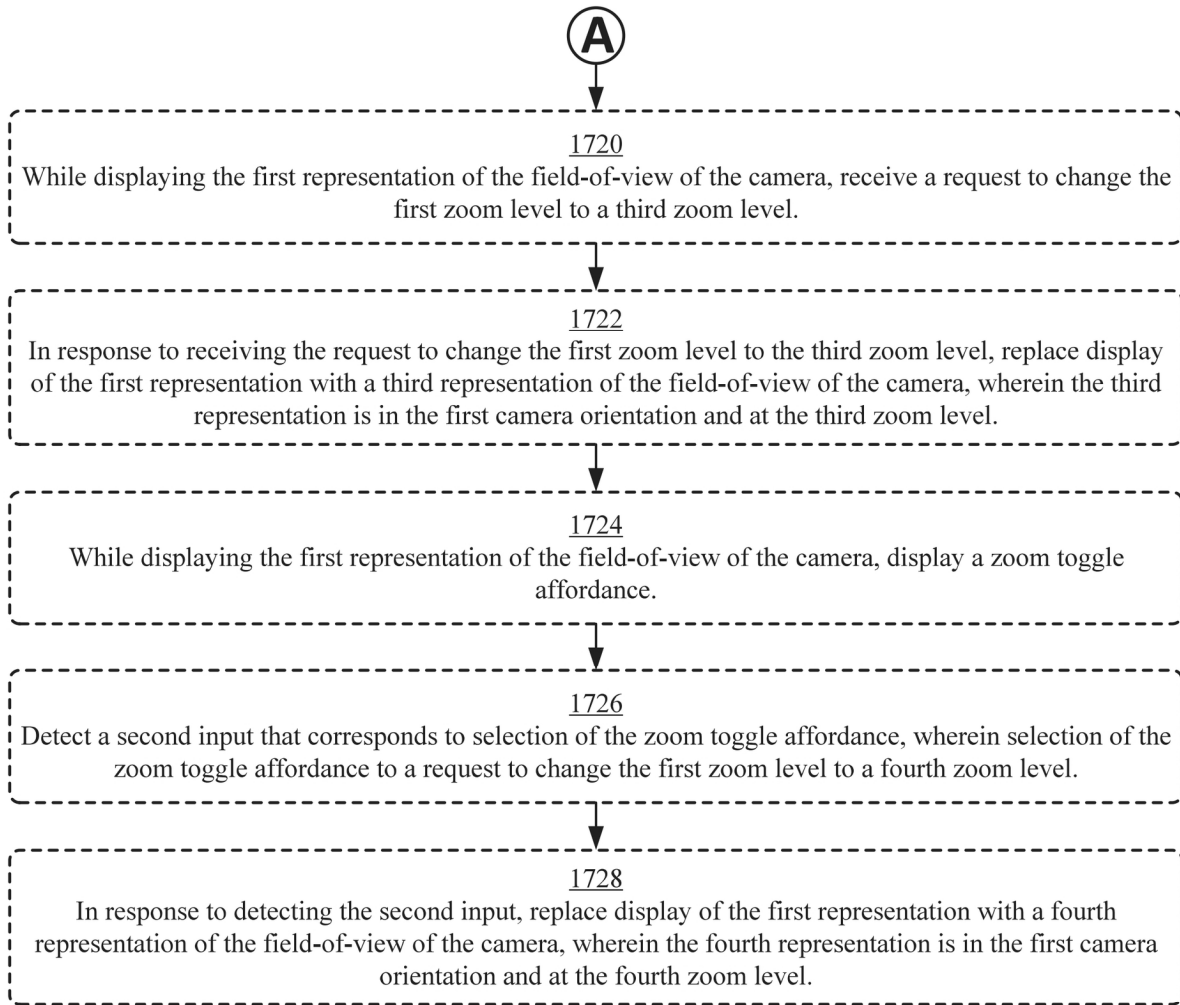 A
1720
While displaying the first representation of the field-of-view of the camera, receive a request to change the
first zoom level to a third zoom level.
1722
In response to receiving the request to change the first zoom level to the third zoom level, replace display
of the first representation with a third representation of the field-of-view of the camera, wherein the third
representation is in the first camera orientation and at the third zoom level.
1724
While displaying the first representation of the field-of-view of the camera, display a zoom toggle
affordance.
1726
Detect a second input that corresponds to selection of the zoom toggle affordance, wherein selection of the
zoom toggle affordance to a request to change the first zoom level to a fourth zoom level.
1728
In response to detecting the second input, replace display of the first representation with a fourth
representation of the field-of-view of the camera, wherein the fourth representation is in the first camera
orientation and at the fourth zoom level.